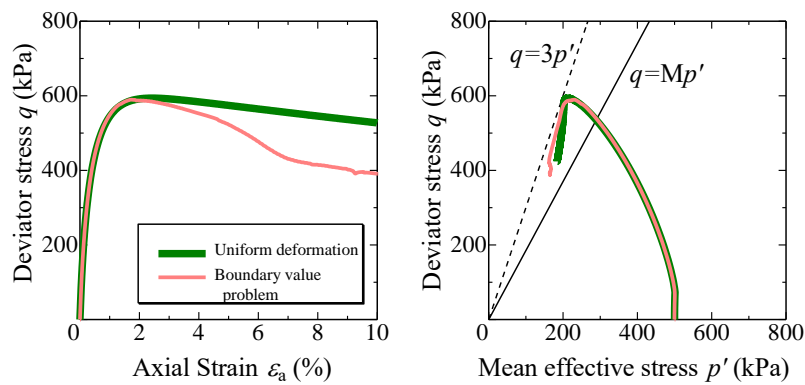 Deviator stress q (kPa)
800
600
400
200
0 2 4 6 8 10
Axial Strain εa (%)
Uniform deformation
Boundary value
problem
Deviator stress q (kPa)
800
600
400
200
0 200 400 600 800
Mean effective stress p′ (kPa)
q=3p′
q=Mp′